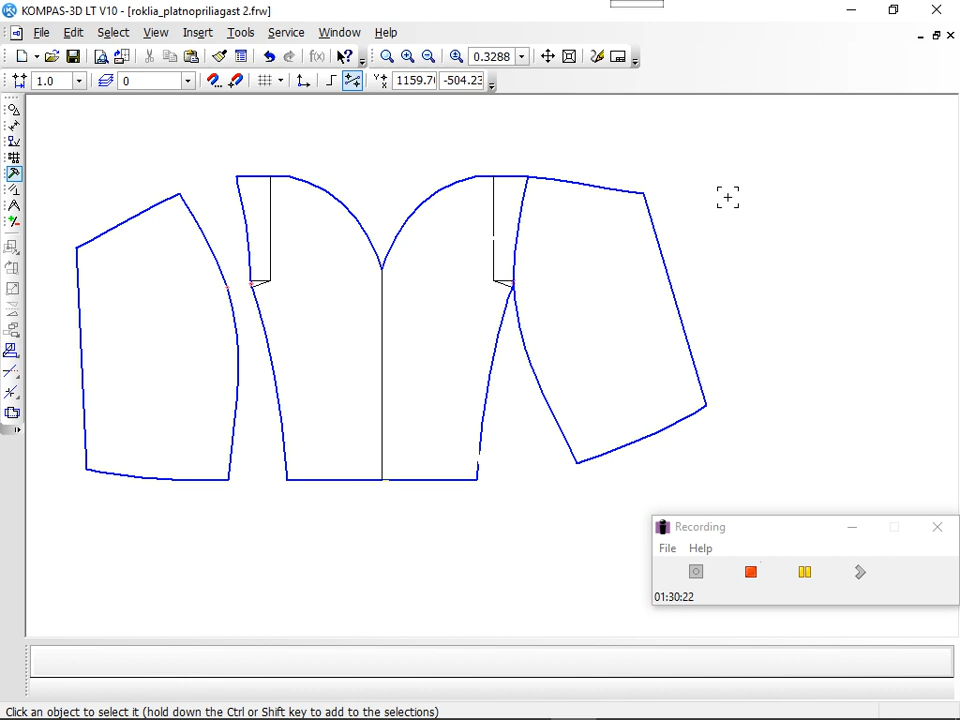 KOMPAS-3D LT V10 - [roklia_platnopriliagast 2.frw]
File Edit Select View Insert Tools Service Window Help
0.3288
1.0 0 1159.7 -504.23
Recording
File Help
01:30:22
Click an object to select it (hold down the Ctrl or Shift key to add to the selections)